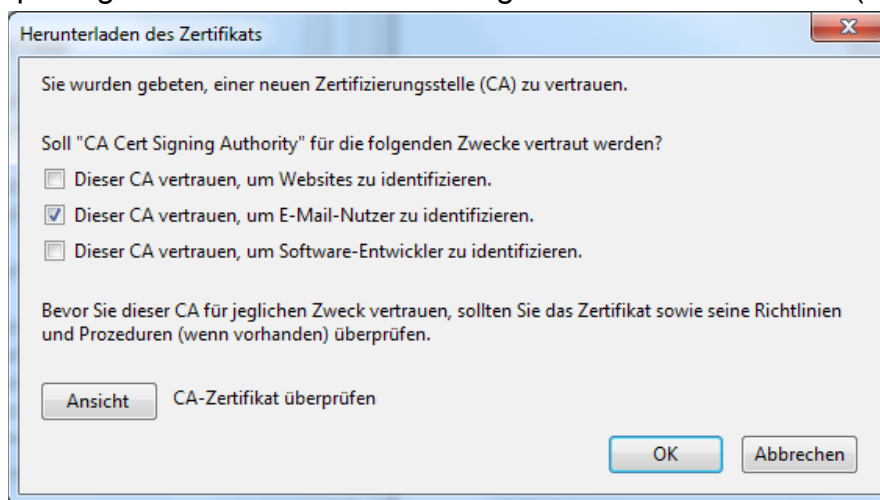 Herunterladen des Zertifikats
Sie wurden gebeten, einer neuen Zertifizierungsstelle (CA) zu vertrauen.
Soll "CA Cert Signing Authority" für die folgenden Zwecke vertraut werden?
Dieser CA vertrauen, um Websites zu identifizieren.
Dieser CA vertrauen, um E-Mail-Nutzer zu identifizieren.
Dieser CA vertrauen, um Software-Entwickler zu identifizieren.
Bevor Sie dieser CA für jeglichen Zweck vertrauen, sollten Sie das Zertifikat sowie seine Richtlinien
und Prozeduren (wenn vorhanden) überprüfen.
Ansicht CA-Zertifikat überprüfen
OK Abbrechen